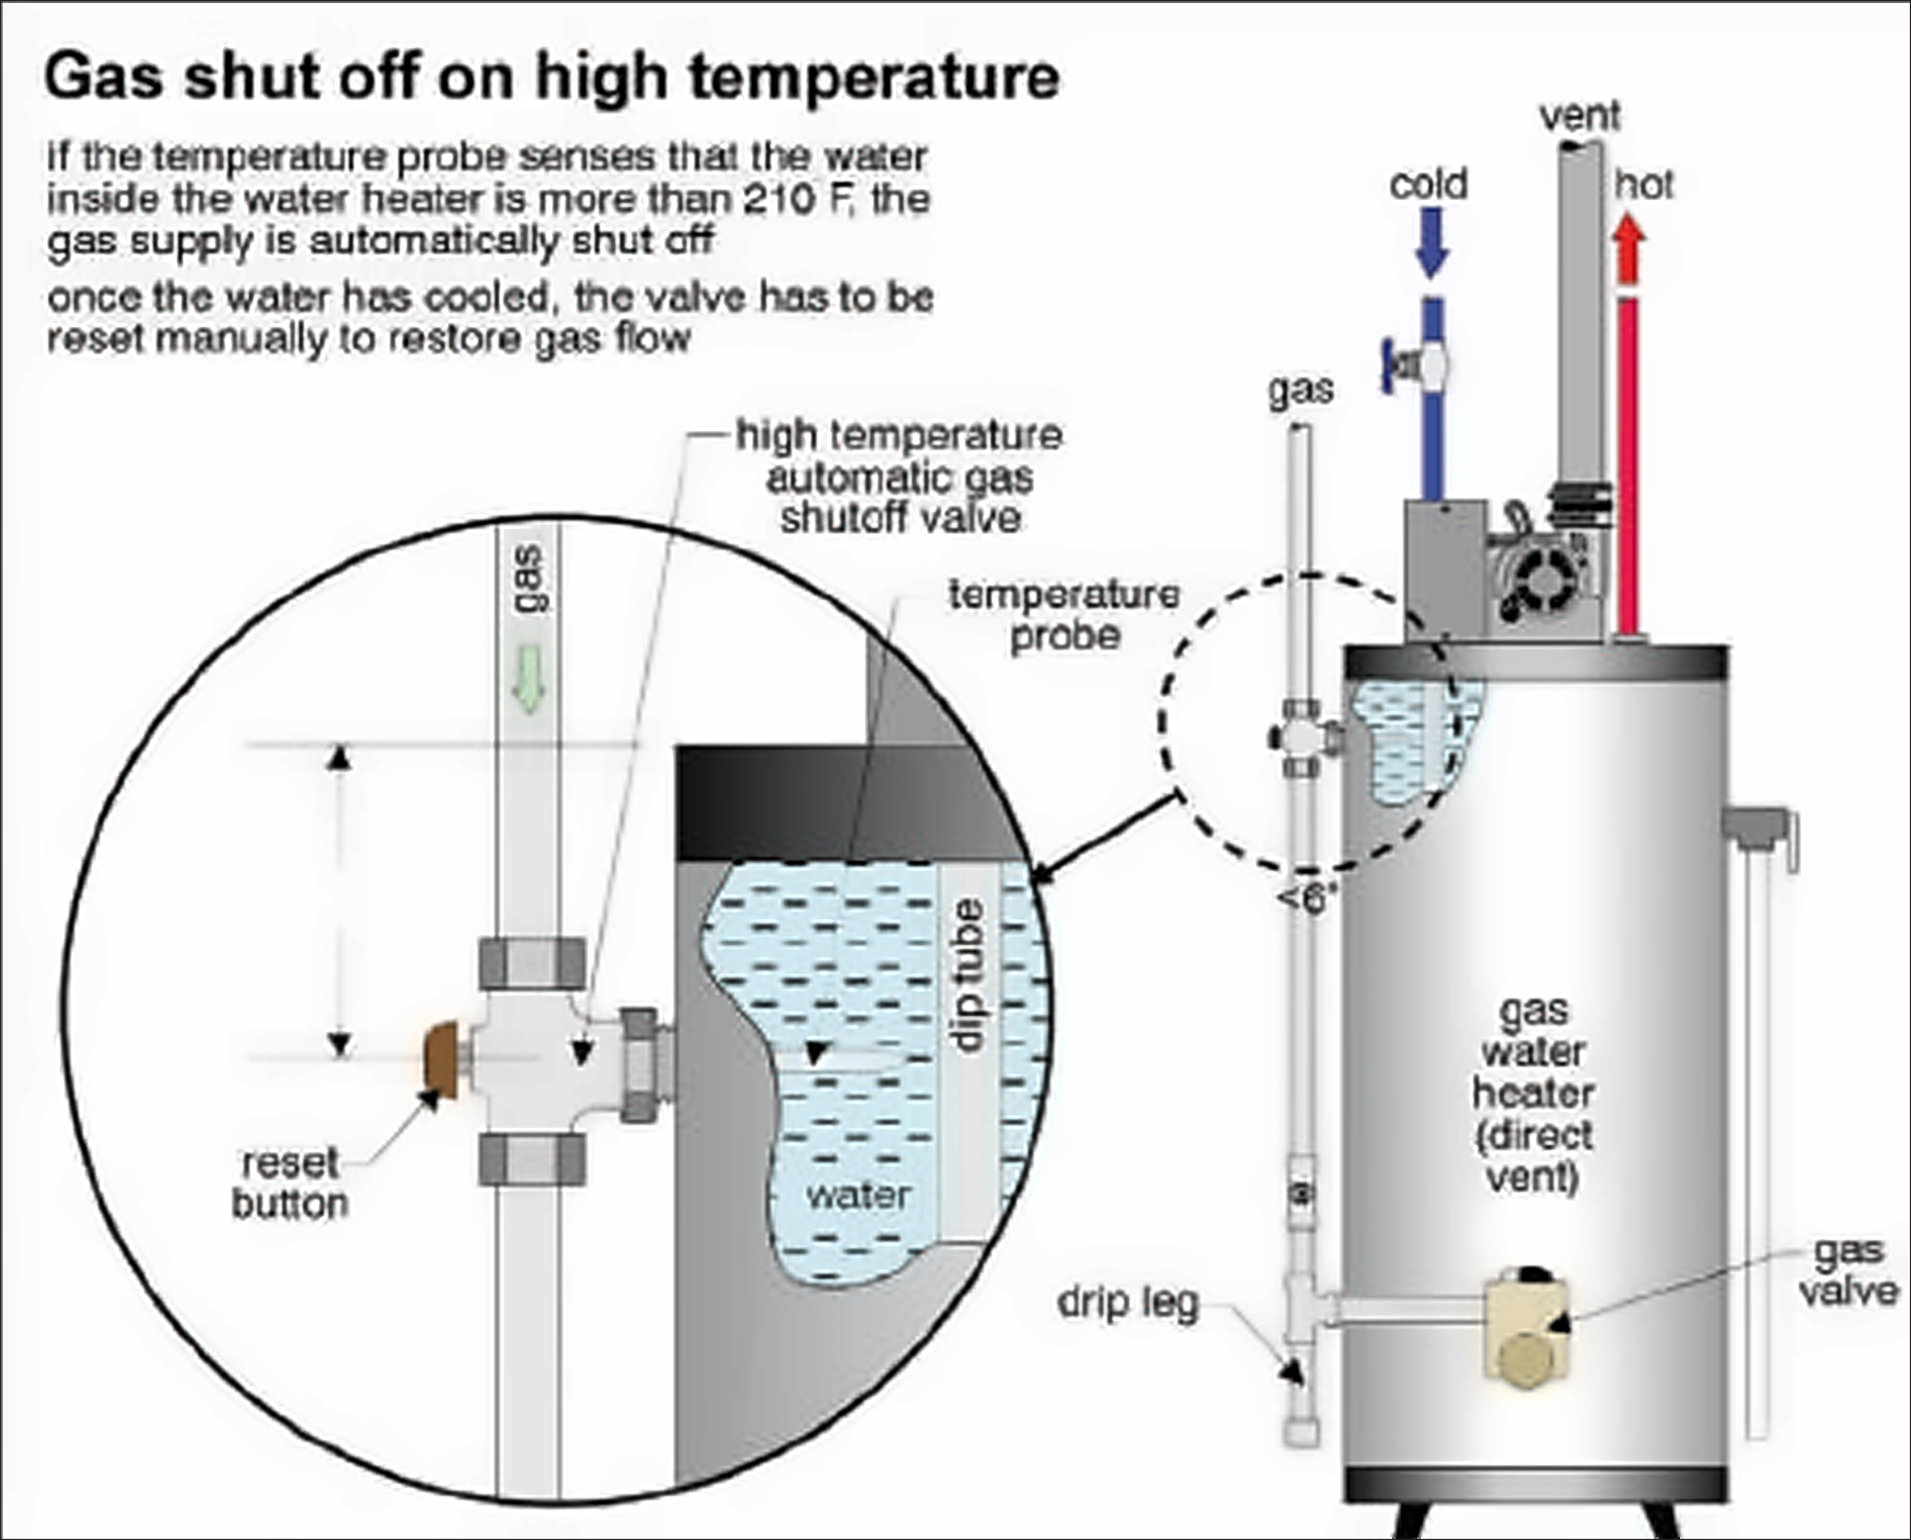 Gas shut off on high temperature
if the temperature probe senses that the water
inside the water heater is more than 210 F, the
gas supply is automatically shut off
once the water has cooled, the valve has to be
reset manually to restore gas flow
vent
cold
hot
gas
high temperature
automatic gas
shutoff valve
gas
temperature
probe
<6"
dip tube
reset
button
water
gas
water
heater
(direct
vent)
drip leg
gas
valve